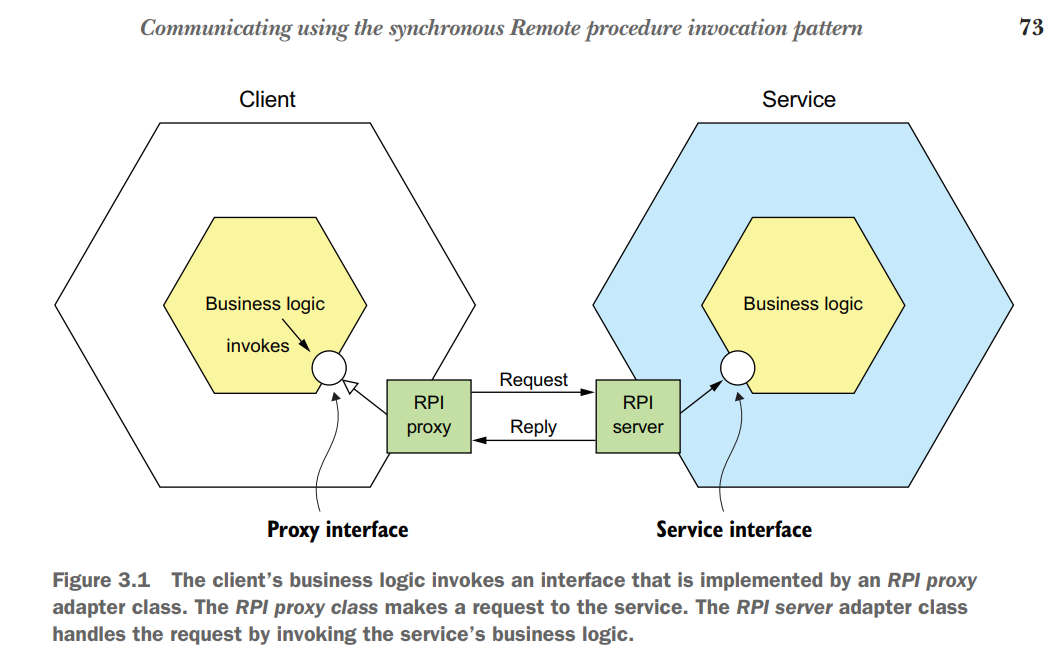 Communicating using the synchronous Remote procedure invocation pattern 73
Client
Service
Business logic
invokes
Business logic
RPI
proxy
Request
Reply
RPI
server
Proxy interface
Service interface
Figure 3.1 The client’s business logic invokes an interface that is implemented by an RPI proxy
adapter class. The RPI proxy class makes a request to the service. The RPI server adapter class
handles the request by invoking the service’s business logic.